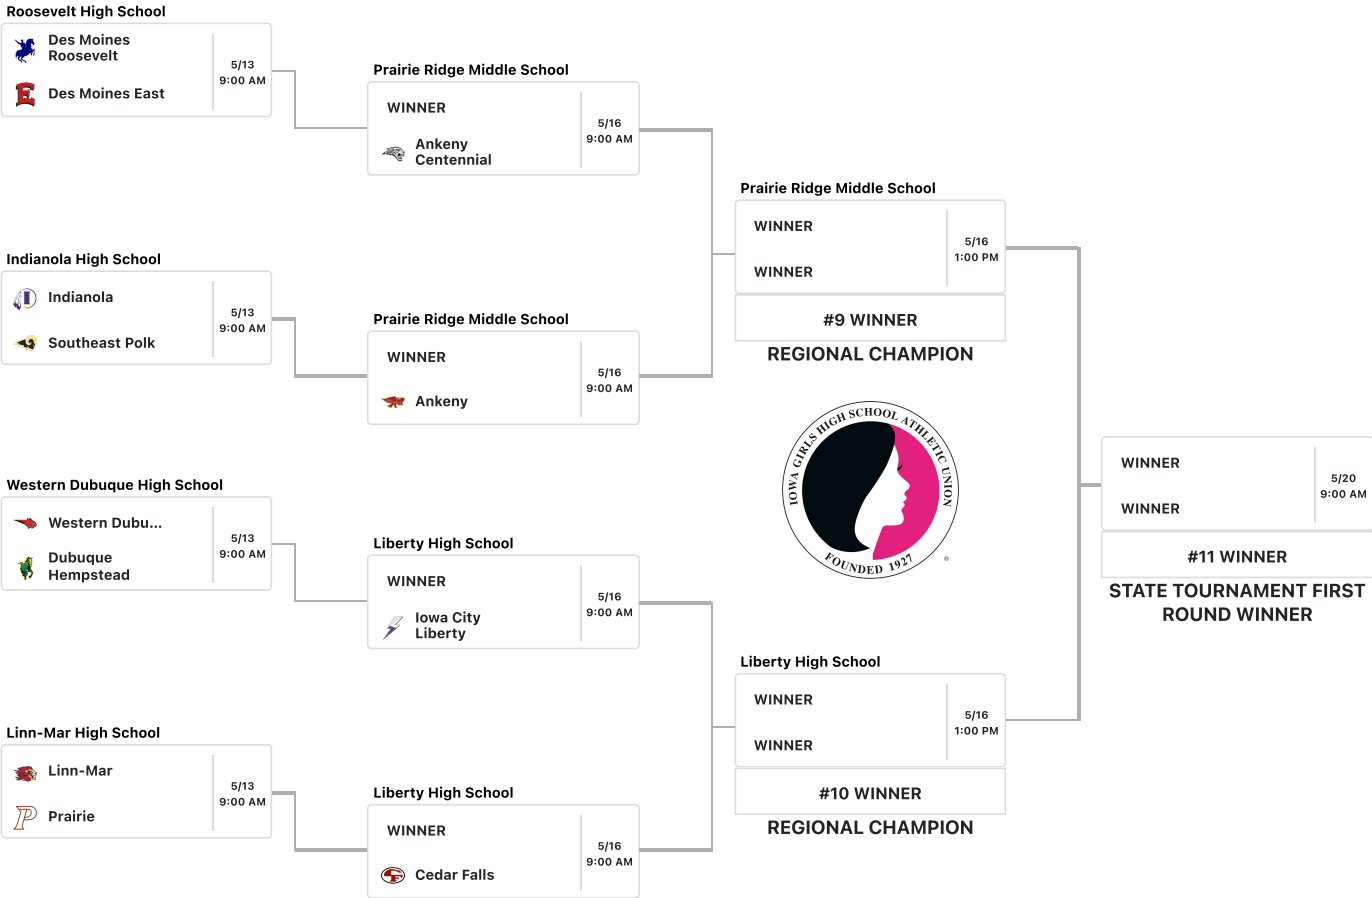 Roosevelt High School
Des Moines
Roosevelt
Des Moines East
5/13
9:00 AM
Prairie Ridge Middle School
WINNER
Ankeny
Centennial
5/16
9:00 AM
Indianola High School
Indianola
Southeast Polk
5/13
9:00 AM
Prairie Ridge Middle School
WINNER
Ankeny
5/16
9:00 AM
Prairie Ridge Middle School
WINNER
WINNER
5/16
1:00 PM
#9 WINNER
REGIONAL CHAMPION
Western Dubuque High School
Western Dubu...
Dubuque
Hempstead
5/13
9:00 AM
Liberty High School
WINNER
Iowa City
Liberty
5/16
9:00 AM
Linn-Mar High School
Linn-Mar
Prairie
5/13
9:00 AM
Liberty High School
WINNER
Cedar Falls
5/16
9:00 AM
IOWA GIRLS HIGH SCHOOL ATHLETIC UNION
FOUNDED 1927
®
Liberty High School
WINNER
WINNER
5/16
1:00 PM
#10 WINNER
REGIONAL CHAMPION
WINNER
WINNER
5/20
9:00 AM
#11 WINNER
STATE TOURNAMENT FIRST
ROUND WINNER
E
I
P
CF